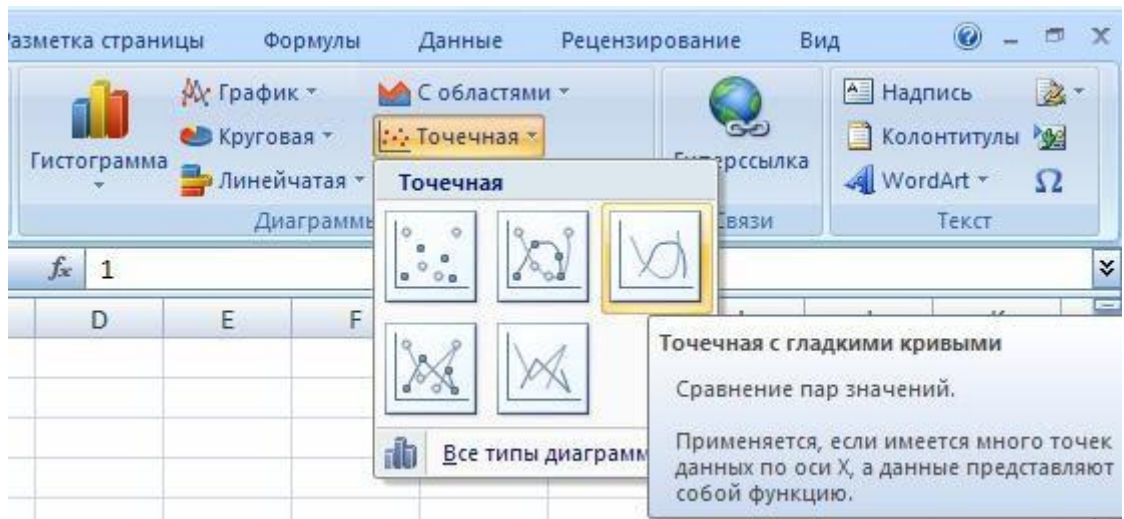 Разметка страницы Формулы Данные Рецензирование Вид
График С областями Надпись
Гистограмма Круговая Точечная Гиперссылка Колонтитулы
Линейчатая WordArt Ω
Диаграммы Связи Текст
Точечная
fx 1
D E F
Точечная с гладкими кривыми
Сравнение пар значений.
Применяется, если имеется много точек
данных по оси X, а данные представляют
собой функцию.
Все типы диаграмм